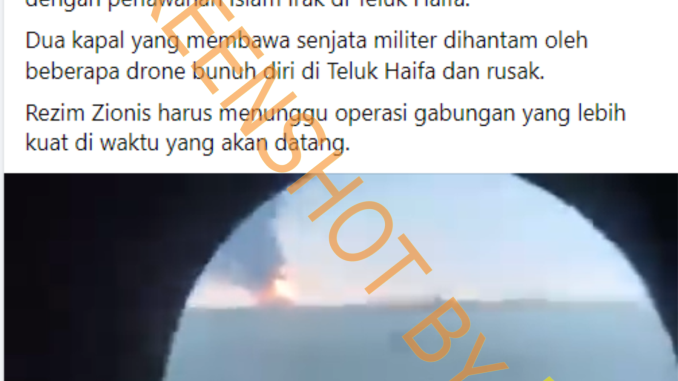 dengan perlawanan Islam Irak di Teluk Haifa.
Dua kapal yang membawa senjata militer dihantam oleh
beberapa drone bunuh diri di Teluk Haifa dan rusak.
Rezim Zionis harus menunggu operasi gabungan yang lebih
kuat di waktu yang akan datang.
EENSHOT BY